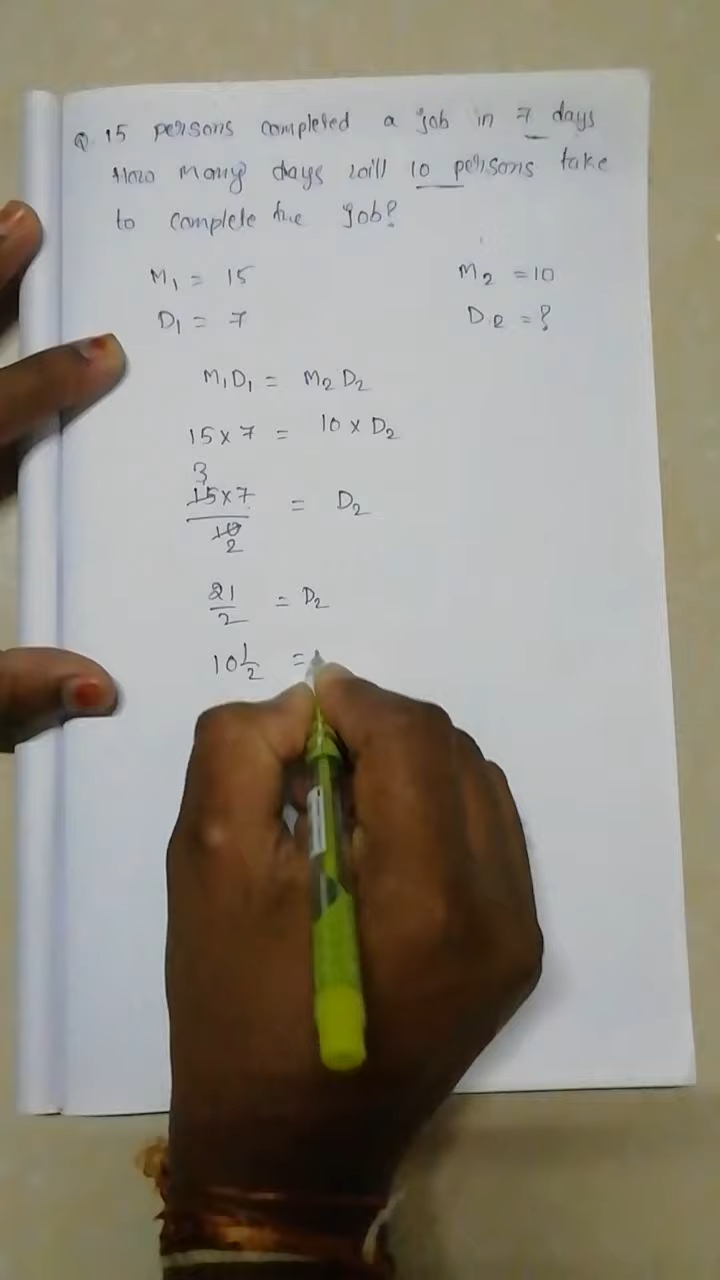 Q. 15 persons completed a job in 7 days
How many days will 10 persons take
to complete the job?
M₁ = 15 M₂ = 10
D₁ = 7 D₂ = ?
M₁D₁ = M₂D₂
15 x 7 = 10 x D₂
3
15x7 = D₂
10
2
21 = D₂
2
10 1/2 =